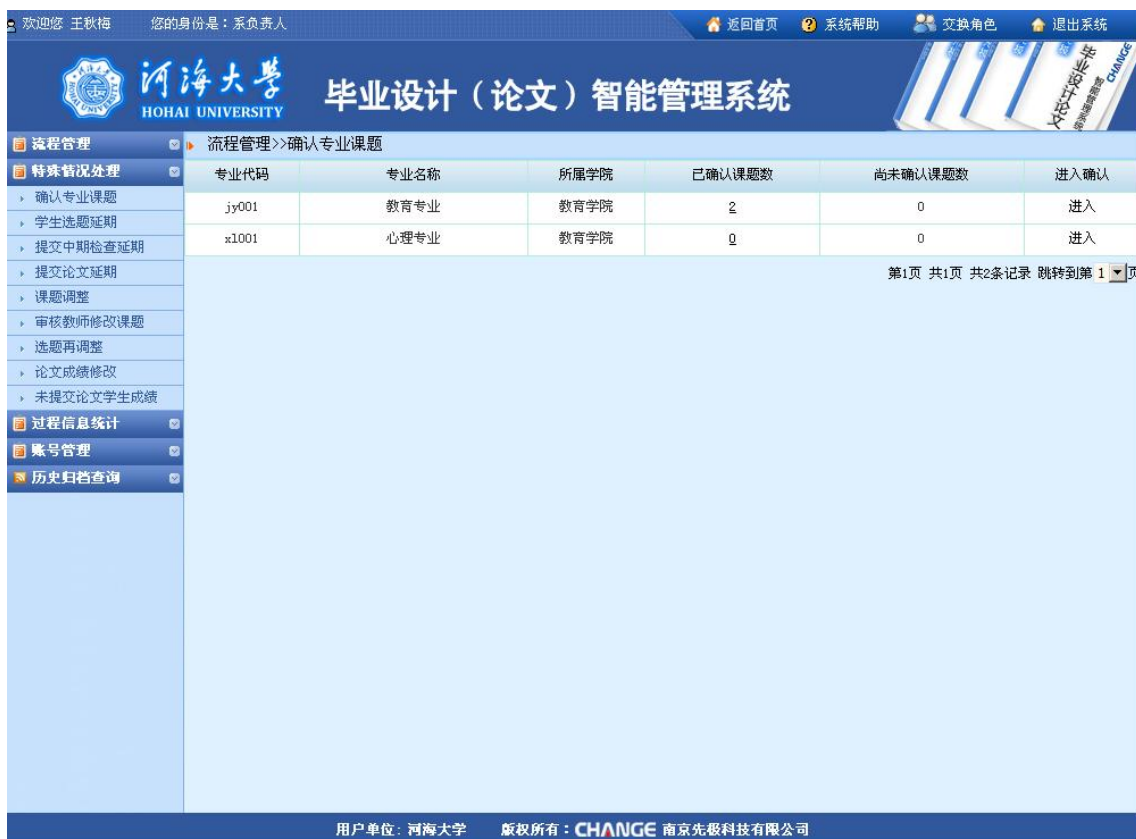 欢迎您 王秋梅 您的身份是：系负责人 返回首页 系统帮助 交换角色 退出系统
河海大学
HOHAI UNIVERSITY
毕业设计（论文）智能管理系统
毕业设计论文
智能管理系统
CHANGE
流程管理
特殊情况处理
确认专业课题
学生选题延期
提交中期检查延期
提交论文延期
课题调整
审核教师修改课题
选题再调整
论文成绩修改
未提交论文学生成绩
过程信息统计
账号管理
历史归档查询
流程管理>>确认专业课题
专业代码 专业名称 所属学院 已确认课题数 尚未确认课题数 进入确认
jy001 教育专业 教育学院 2 0 进入
xl001 心理专业 教育学院 0 0 进入
第1页 共1页 共2条记录 跳转到第 1 页
用户单位: 河海大学 版权所有：CHANGE 南京先极科技有限公司